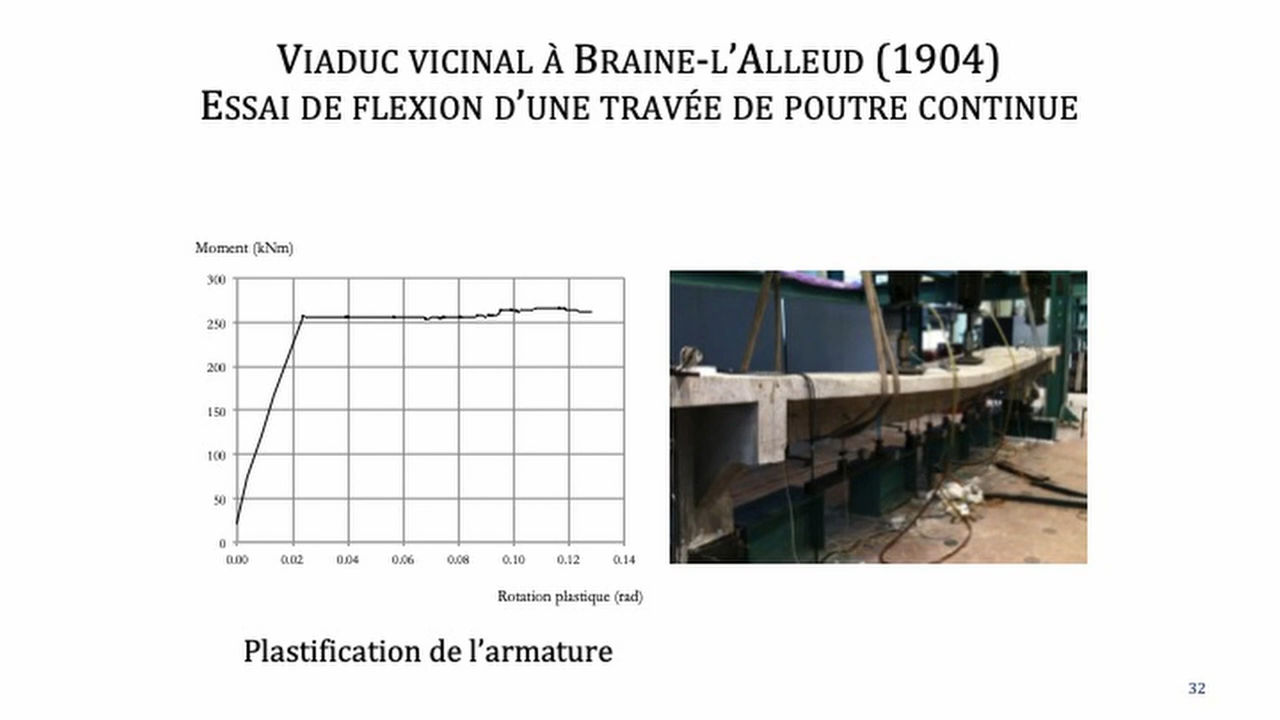 Viaduc vicinal à Braine-l’Alleud (1904)
Essai de flexion d’une travée de poutre continue
Moment (kNm)
300
250
200
150
100
50
0
0.00 0.02 0.04 0.06 0.08 0.10 0.12 0.14
Rotation plastique (rad)
Plastification de l’armature
32